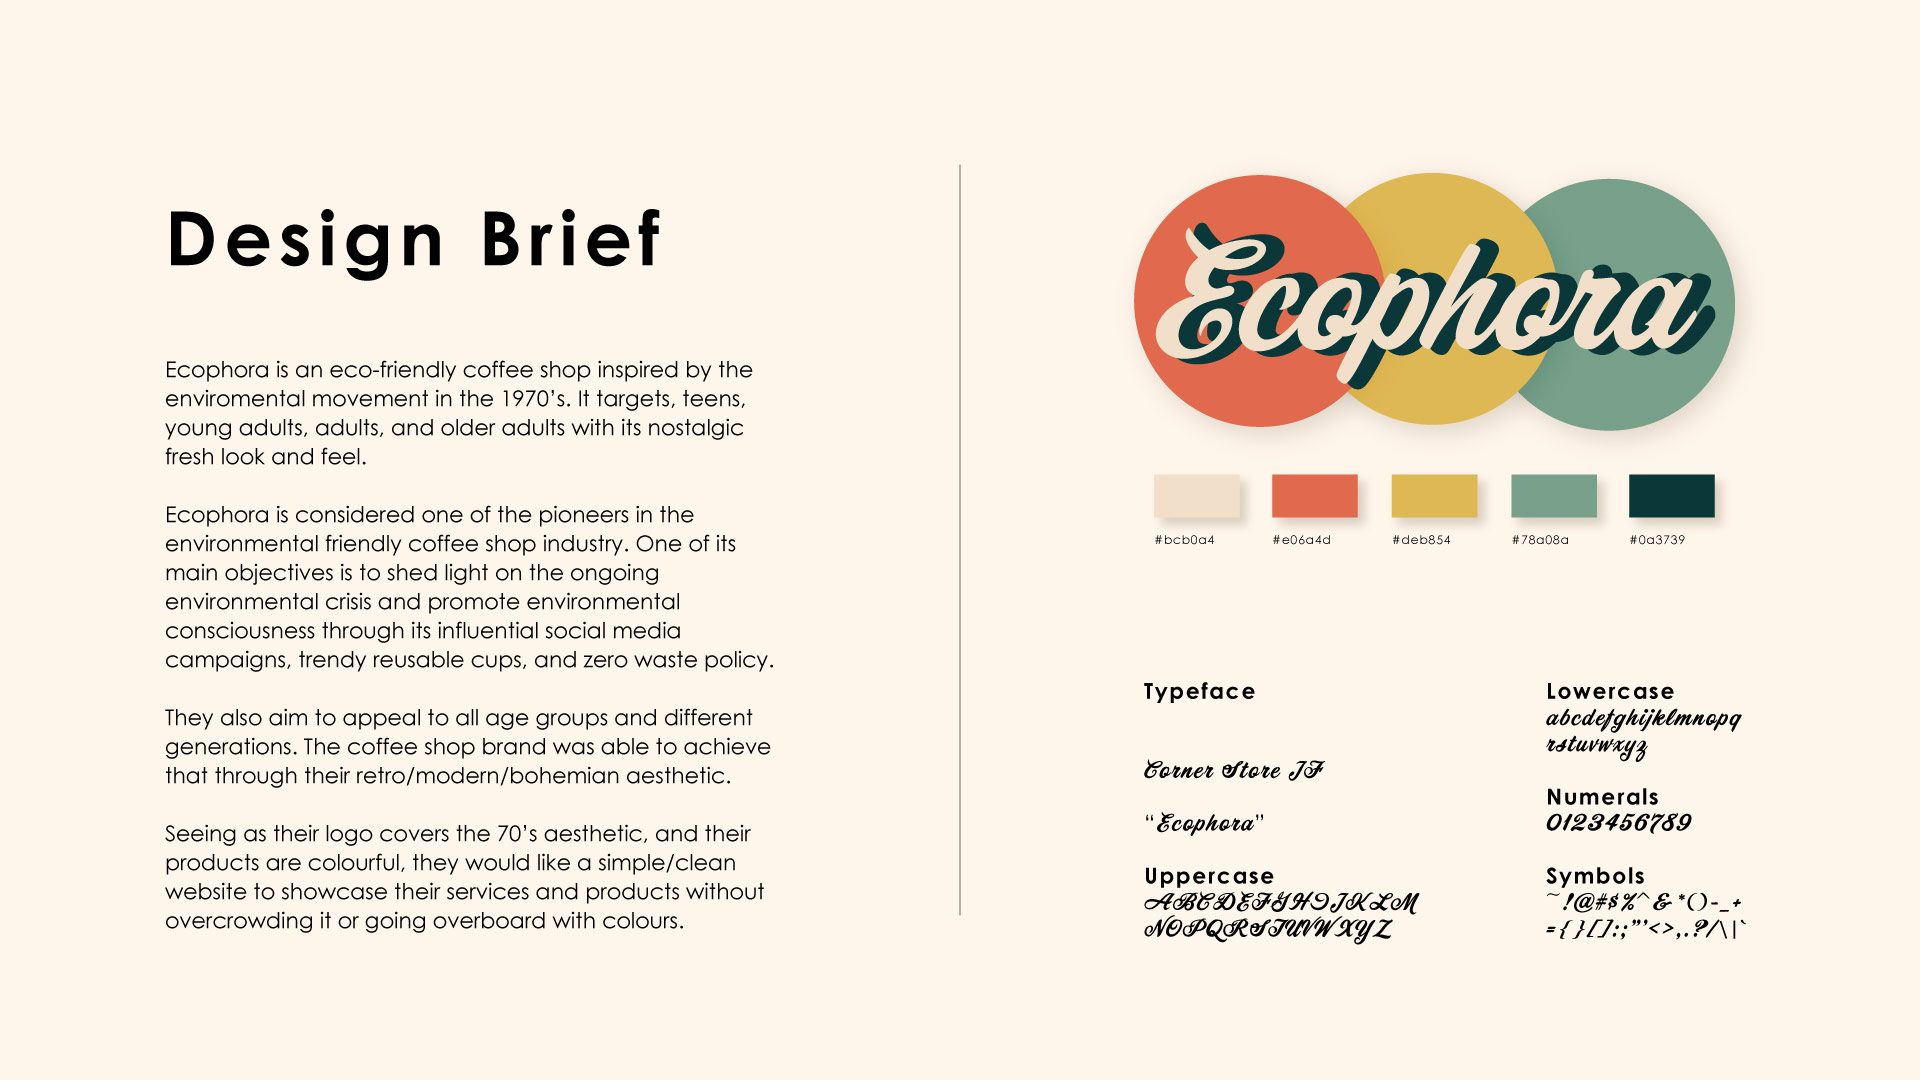 Design Brief
Ecophora is an eco-friendly coffee shop inspired by the
enviromental movement in the 1970’s. It targets, teens,
young adults, adults, and older adults with its nostalgic
fresh look and feel.
Ecophora is considered one of the pioneers in the
environmental friendly coffee shop industry. One of its
main objectives is to shed light on the ongoing
environmental crisis and promote environmental
consciousness through its influential social media
campaigns, trendy reusable cups, and zero waste policy.
They also aim to appeal to all age groups and different
generations. The coffee shop brand was able to achieve
that through their retro/modern/bohemian aesthetic.
Seeing as their logo covers the 70’s aesthetic, and their
products are colourful, they would like a simple/clean
website to showcase their services and products without
overcrowding it or going overboard with colours.
Ecophora
#bcb0a4 #e06a4d #deb854 #78a08a #0a3739
Typeface
Corner Store JF
“Ecophora”
Uppercase
ABCDEFGHIJKLM
NOPQRSTUVWXYZ
Lowercase
abcdefghijklmnopq
rstuvwxyz
Numerals
0123456789
Symbols
~!@#$%^&*()-_+
={}[]:;"'<>,.?/\|`